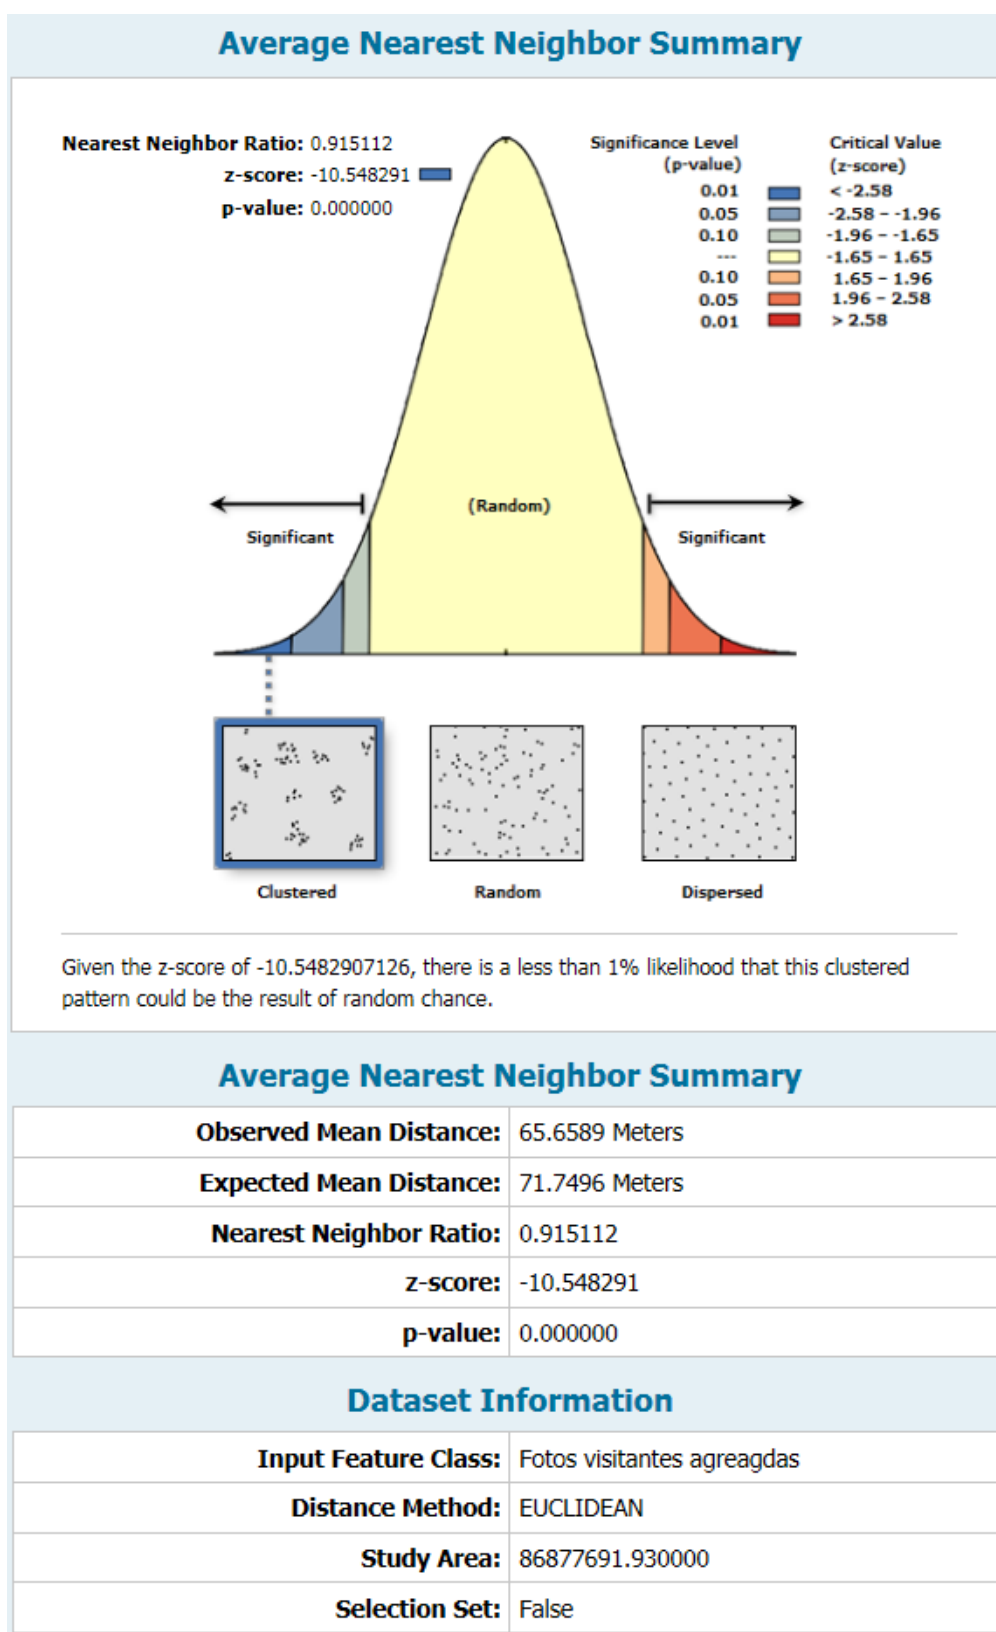 Average Nearest Neighbor Summary
Nearest Neighbor Ratio: 0.915112
z-score: -10.548291
p-value: 0.000000
Significance Level (p-value) Critical Value (z-score)
0.01 < -2.58
0.05 -2.58 – -1.96
0.10 -1.96 – -1.65
--- -1.65 – 1.65
0.10 1.65 – 1.96
0.05 1.96 – 2.58
0.01 > 2.58
(Random)
Significant Significant
Clustered Random Dispersed
Given the z-score of -10.5482907126, there is a less than 1% likelihood that this clustered
pattern could be the result of random chance.
Average Nearest Neighbor Summary
Observed Mean Distance: 65.6589 Meters
Expected Mean Distance: 71.7496 Meters
Nearest Neighbor Ratio: 0.915112
z-score: -10.548291
p-value: 0.000000
Dataset Information
Input Feature Class: Fotos visitantes agreagdas
Distance Method: EUCLIDEAN
Study Area: 86877691.930000
Selection Set: False